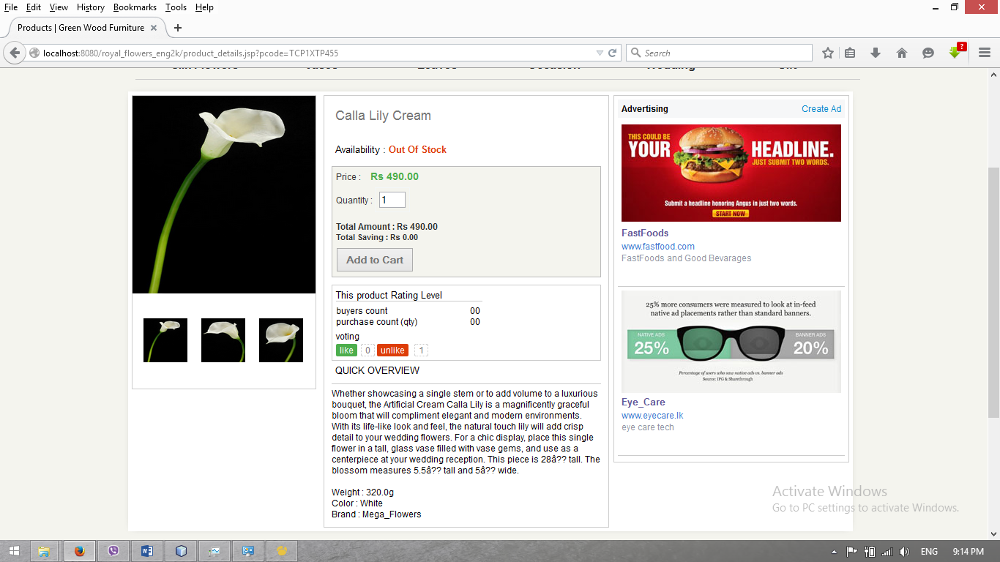 File Edit View History Bookmarks Tools Help
Products | Green Wood Furniture
localhost:8080/royal_flowers_eng2k/product_details.jsp?pcode=TCP1XTP455
Search
?
Calla Lily Cream
Availability : Out Of Stock
Price : Rs 490.00
Quantity : 1
Total Amount : Rs 490.00
Total Saving : Rs 0.00
Add to Cart
This product Rating Level
buyers count 00
purchase count (qty) 00
voting
like 0 unlike 1
QUICK OVERVIEW
Whether showcasing a single stem or to add volume to a luxurious
bouquet, the Artificial Cream Calla Lily is a magnificently graceful
bloom that will compliment elegant and modern environments.
With its life-like look and feel, the natural touch lily will add crisp
detail to your wedding flowers. For a chic display, place this single
flower in a tall, glass vase filled with vase gems, and use as a
centerpiece at your wedding reception. This piece is 28â?? tall. The
blossom measures 5.5â?? tall and 5â?? wide.
Weight : 320.0g
Color : White
Brand : Mega_Flowers
Advertising Create Ad
THIS COULD BE
YOUR HEADLINE.
JUST SUBMIT TWO WORDS.
Submit a headline honoring Angus in just two words.
START NOW
FastFoods
www.fastfood.com
FastFoods and Good Bevarages
25% more consumers were measured to look at in-feed
native ad placements rather than standard banners.
NATIVE ADS BANNER ADS
25% 20%
Percentage of users who saw native ads vs. banner ads
Source: IPG & Sharethrough
Eye_Care
www.eyecare.lk
eye care tech
Activate Windows
Go to PC settings to activate Windows.
ENG 9:14 PM